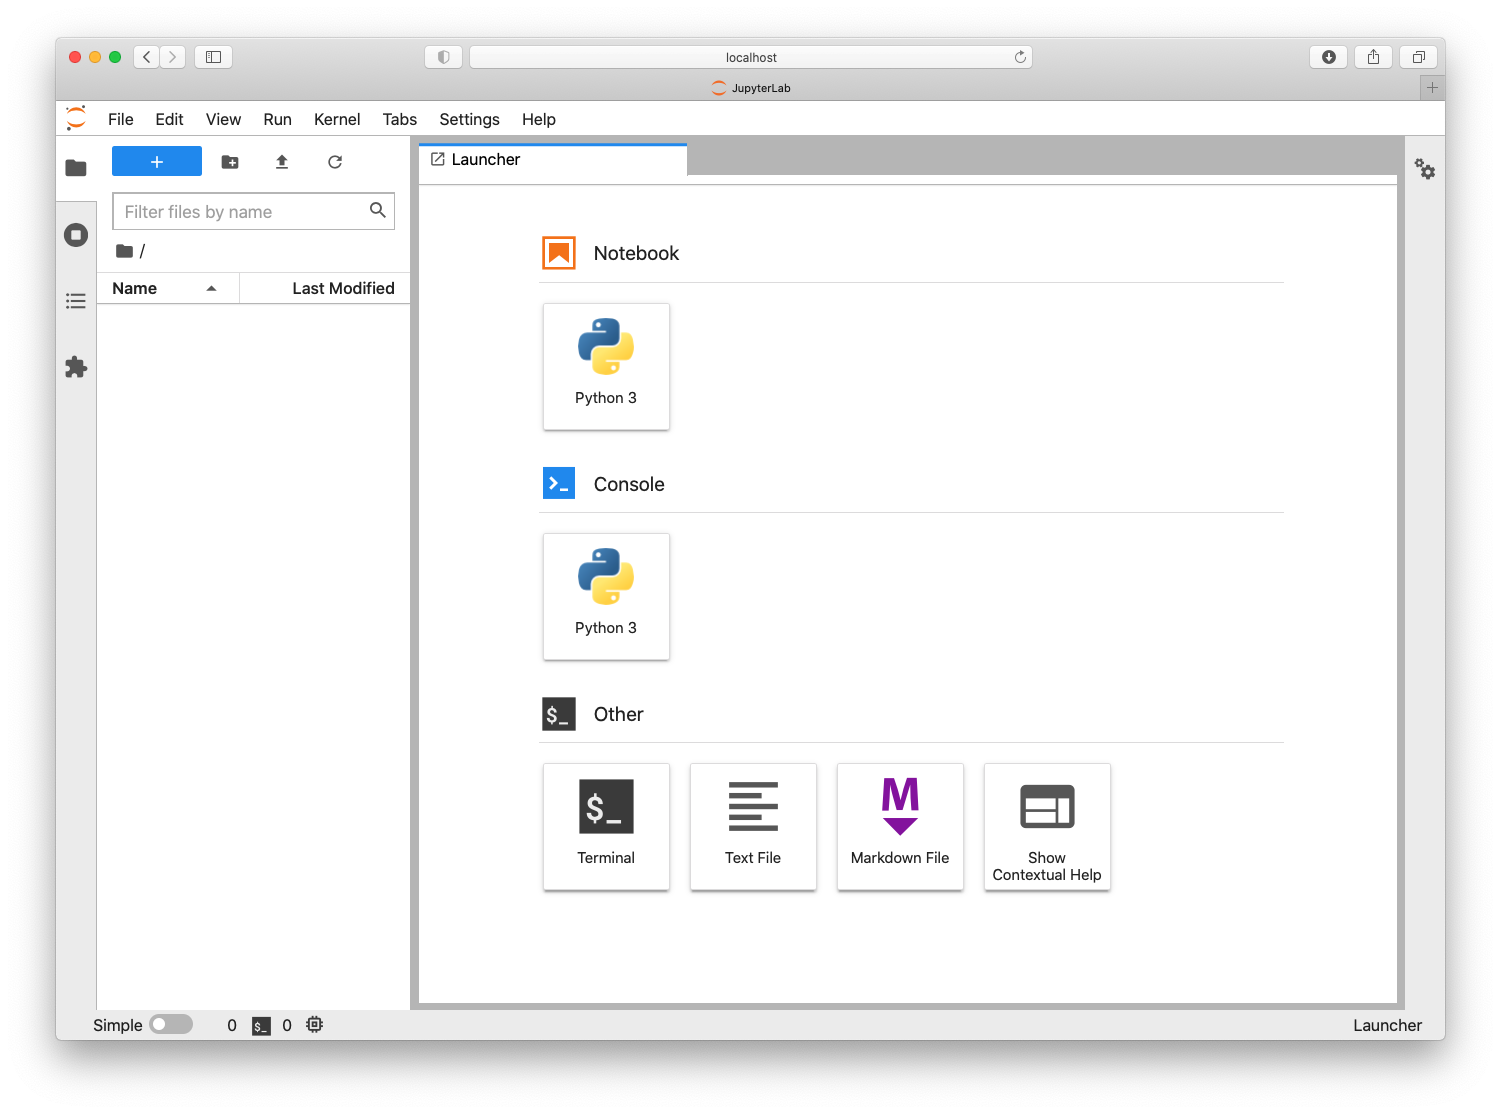 localhost
JupyterLab
File Edit View Run Kernel Tabs Settings Help
Launcher
Filter files by name
/
Name Last Modified
Notebook
Python 3
Console
Python 3
$_ Other
$_
Terminal
Text File
M
Markdown File
Show
Contextual Help
Simple 0 $_ 0 Launcher